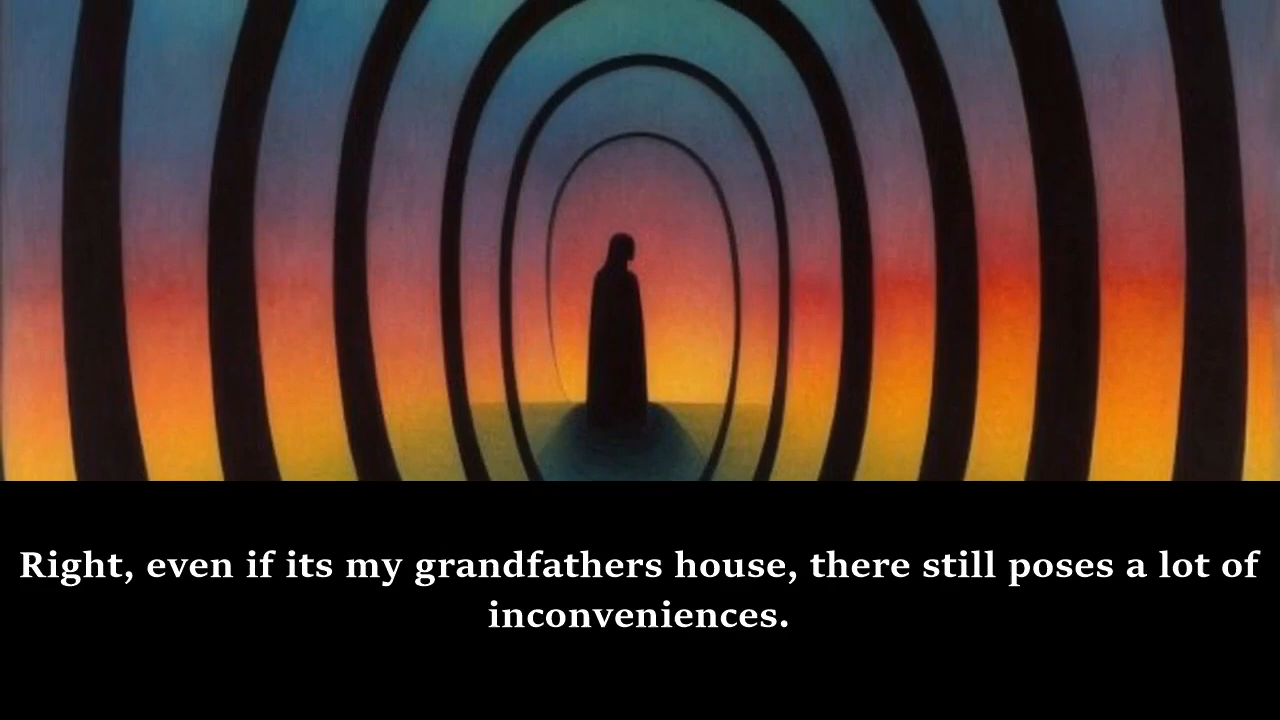 Right, even if its my grandfathers house, there still poses a lot of
inconveniences.